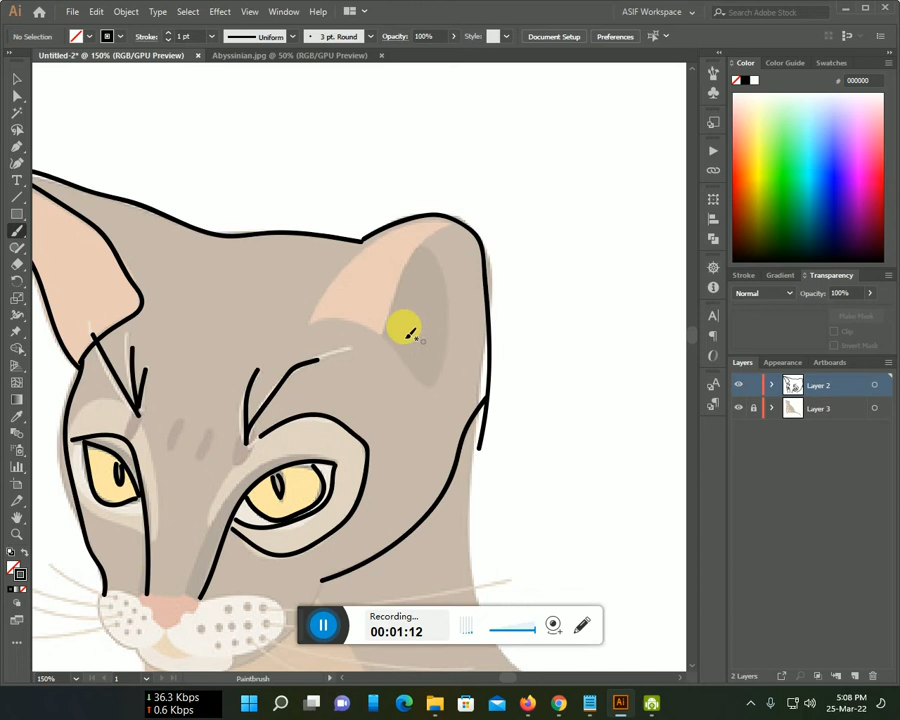 Ai File Edit Object Type Select Effect View Window Help ASIF Workspace Search Adobe Stock
No Selection Stroke: 1 pt Uniform 3 pt. Round Opacity: 100% Style: Document Setup Preferences
Untitled-2* @ 150% (RGB/GPU Preview) × Abyssinian.jpg @ 50% (RGB/GPU Preview) ×
Color Color Guide Swatches
# 000000
Stroke Gradient Transparency
Normal Opacity: 100%
Make Mask
Clip
Invert Mask
Layers Appearance Artboards
Layer 2
Layer 3
Recording...
00:01:12
2 Layers
150% 1 Paintbrush
36.3 Kbps
0.6 Kbps
5:08 PM
25-Mar-22